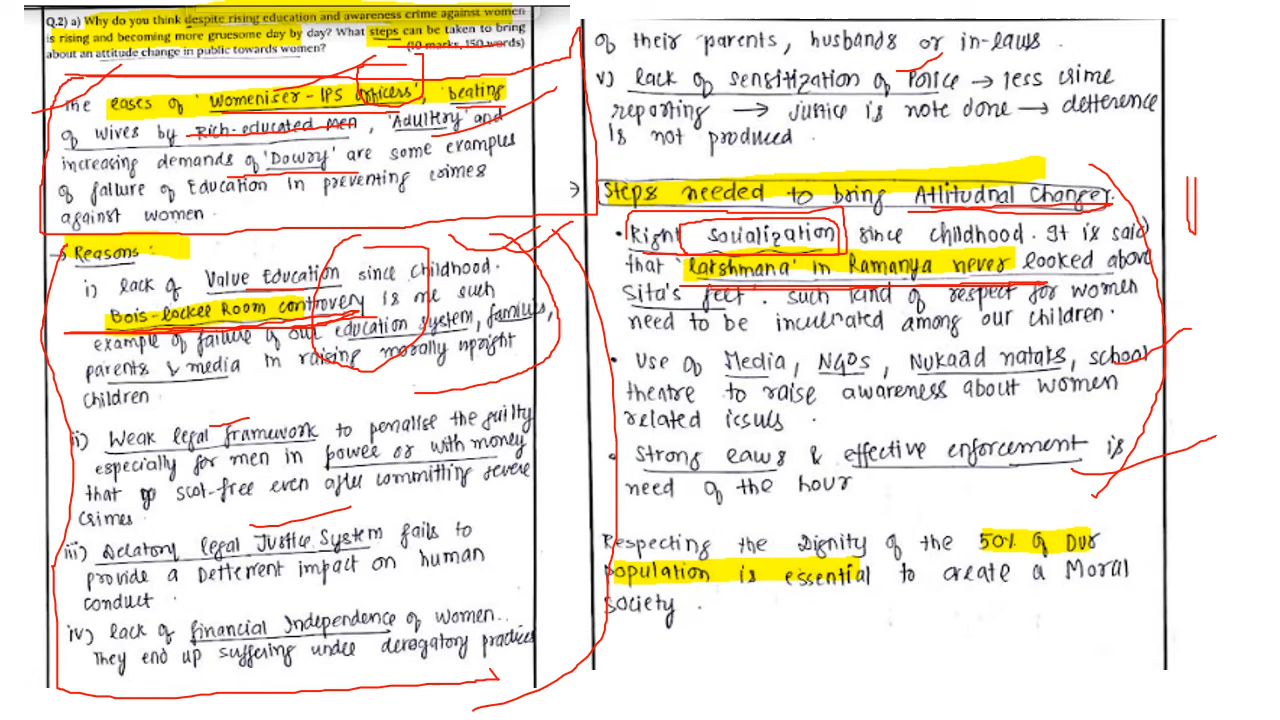 Q.2) a) Why do you think despite rising education and awareness crime against women
is rising and becoming more gruesome day by day? What steps can be taken to bring
about an attitude change in public towards women? (10 marks, 150 words)
The cases of 'Womeniser-IPS officers', 'beating
of wives by Rich-educated men, 'Adultry' and
increasing demands of 'Dowry' are some examples
of failure of Education in preventing crimes
against women.
→ Reasons:
i) lack of Value Education since childhood.
Bois-locker Room controvery is one such
example of failure of our education system, families,
parents & media in raising morally upright
children
ii) Weak legal framework to penalise the guilty
especially for men in power or with money
that go scot-free even after committing severe
crimes.
iii) Delatory legal Justice System fails to
provide a Detterrent impact on human
conduct.
iv) lack of financial Independence of women..
They end up suffering under derogatory practices
of their parents, husbands or in-laws.
v) lack of sensitization of Police → less crime
reporting → justice is note done → detterence
is not produced.
→ Steps needed to bring Attitudnal Changes.
• Right socialization since childhood. It is said
that 'Lakshmana' in Ramanya never looked above
Sita's feet. such kind of respect for women
need to be inculcated among our children.
• Use of Media, NGOs, Nukaad nataks, school
theatre to raise awareness about women
related issues.
• Strong laws & effective enforcement is
need of the hour
Respecting the Dignity of the 50% of our
population is essential to create a Moral
society.